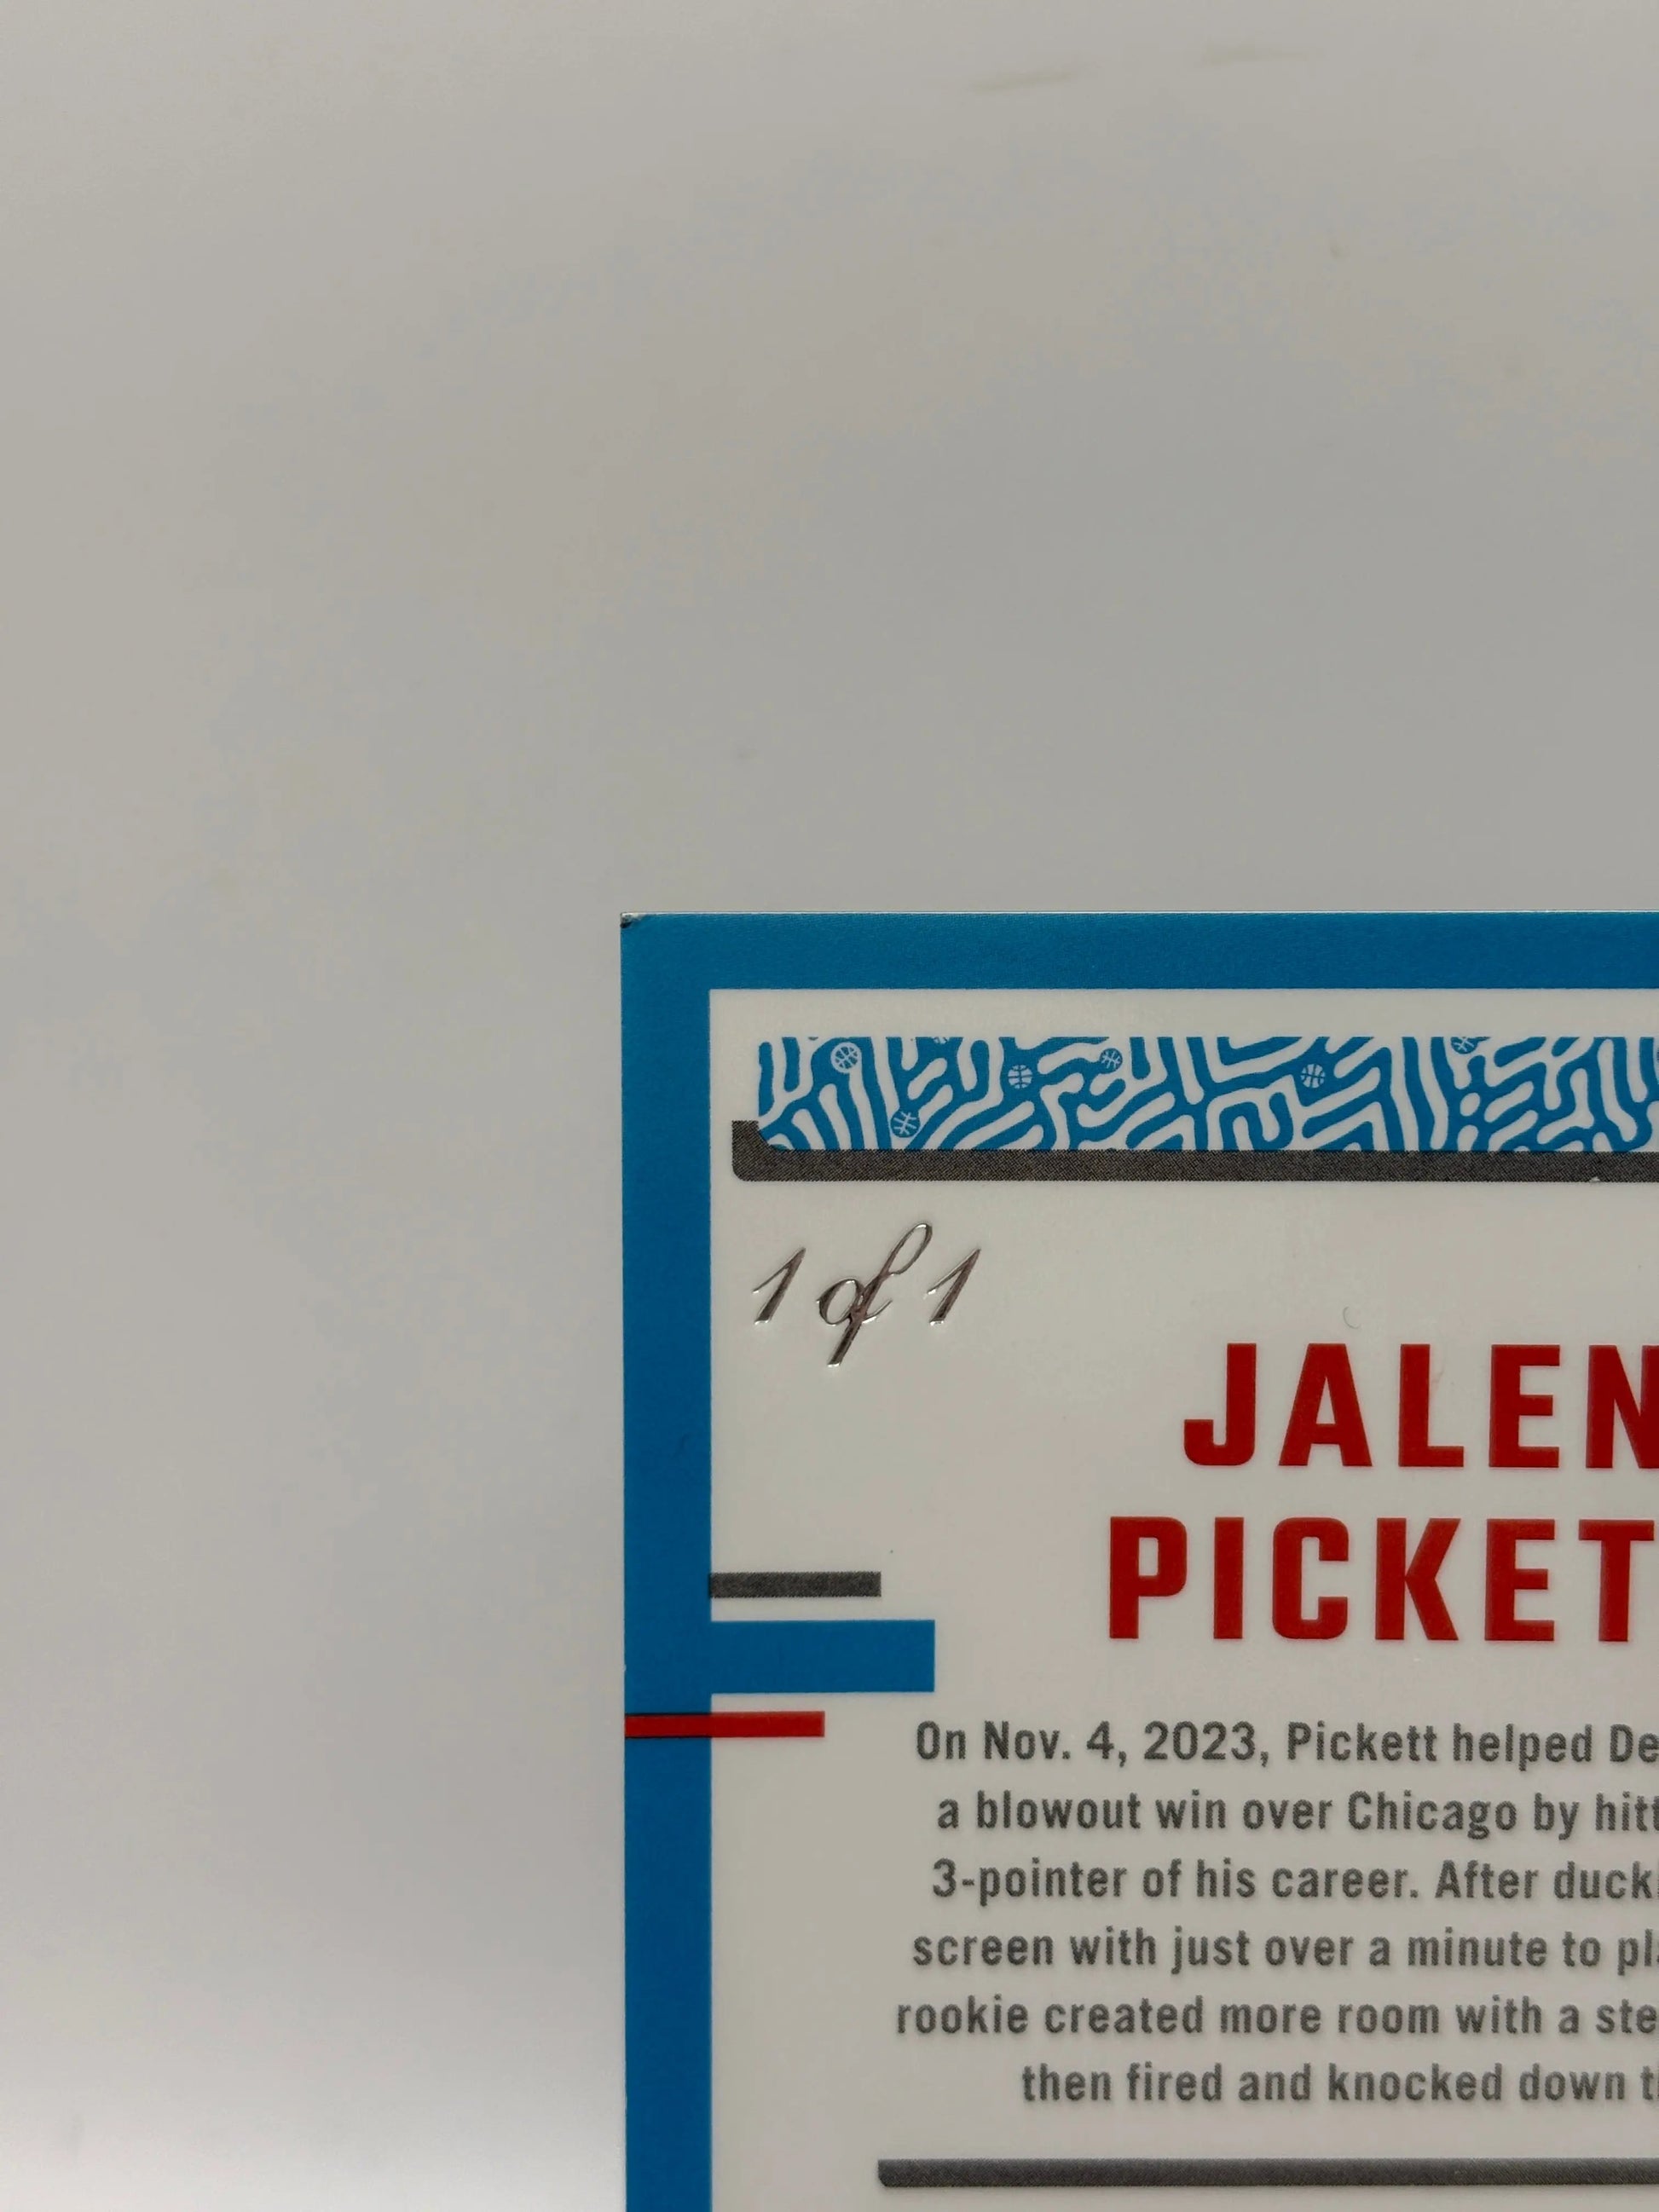 1 of 1
JALEN
PICKET
On Nov. 4, 2023, Pickett helped De
a blowout win over Chicago by hitt
3-pointer of his career. After duck
screen with just over a minute to pl
rookie created more room with a ste
then fired and knocked down t